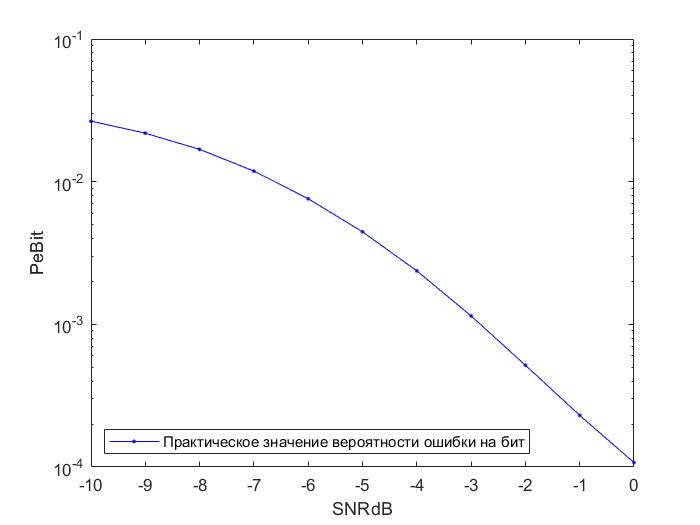 10^-1
10^-2
10^-3
10^-4
PeBit
Практическое значение вероятности ошибки на бит
-10 -9 -8 -7 -6 -5 -4 -3 -2 -1 0
SNRdB